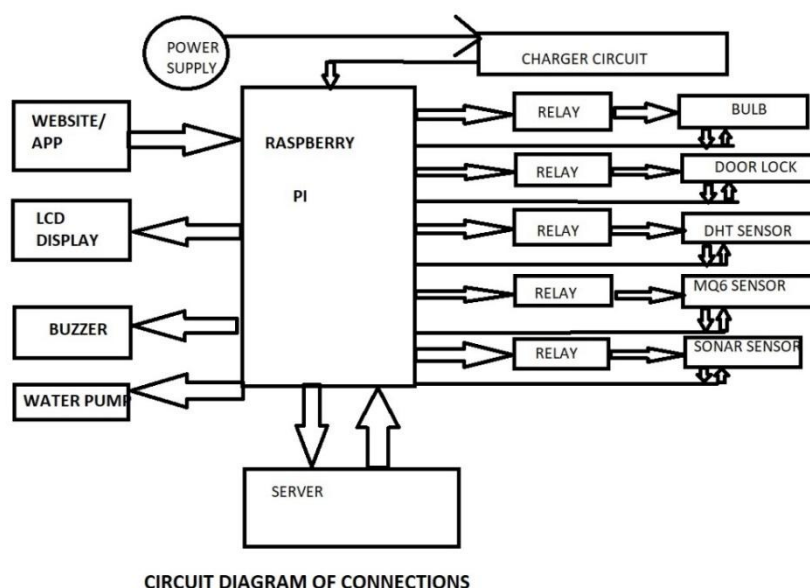 POWER
SUPPLY
CHARGER CIRCUIT
WEBSITE/
APP
RASPBERRY
PI
RELAY
BULB
RELAY
DOOR LOCK
LCD
DISPLAY
RELAY
DHT SENSOR
RELAY
MQ6 SENSOR
BUZZER
RELAY
SONAR SENSOR
WATER PUMP
SERVER
CIRCUIT DIAGRAM OF CONNECTIONS